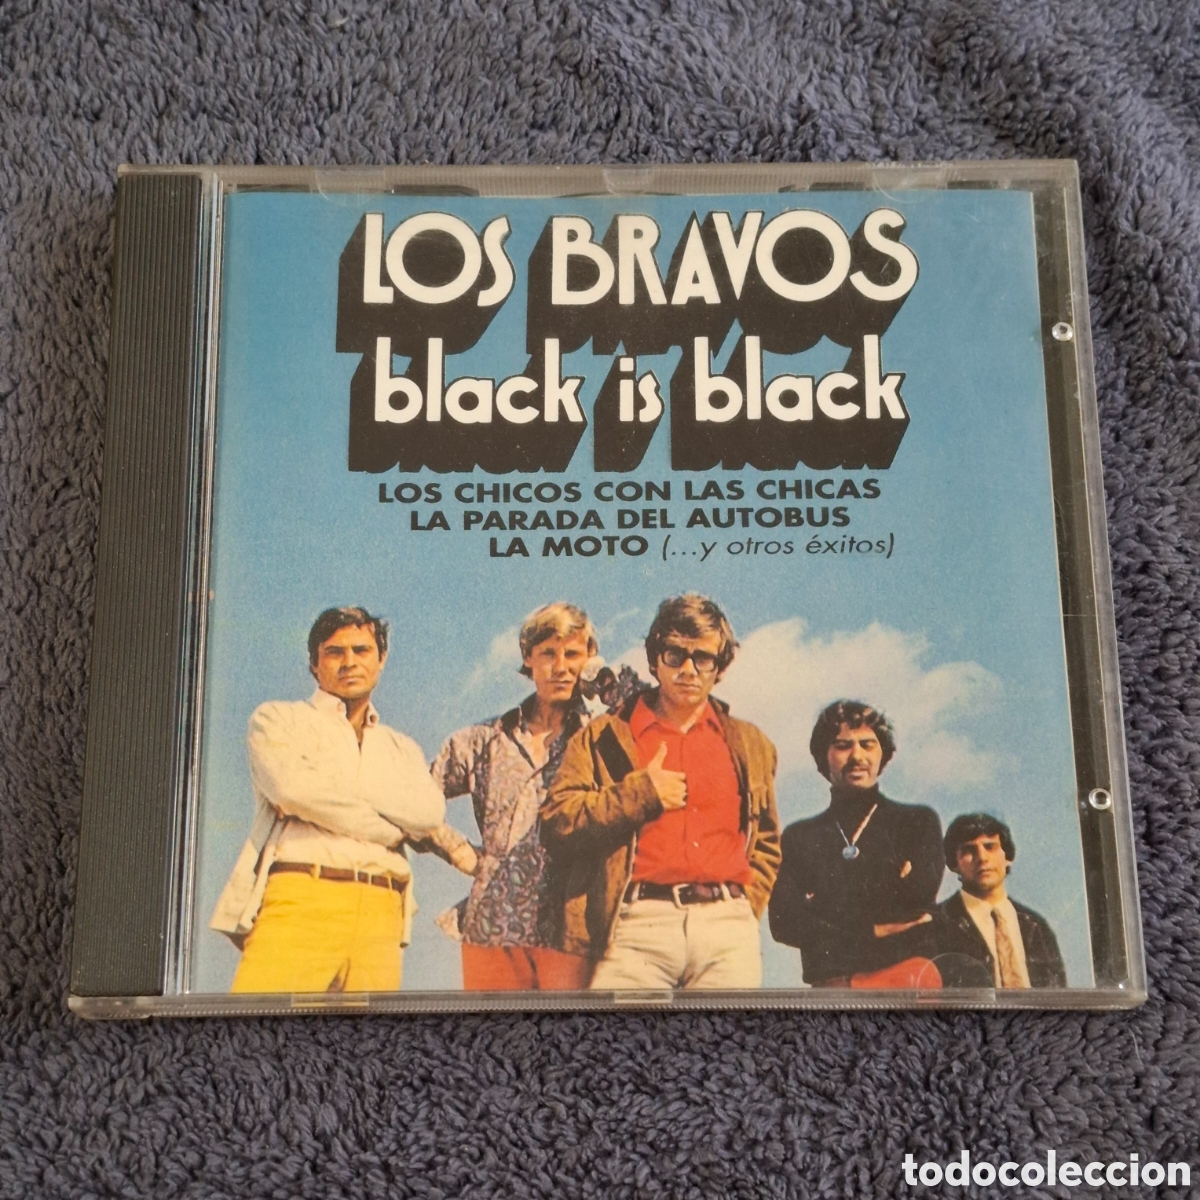 LOS BRAVOS
black is black
LOS CHICOS CON LAS CHICAS
LA PARADA DEL AUTOBUS
LA MOTO (...y otros éxitos)
todocoleccion